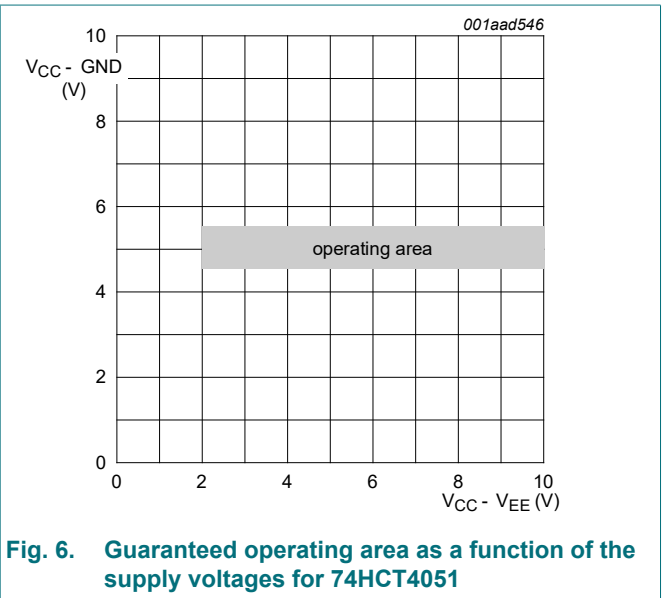 001aad546
10
VCC - GND
(V)
8
6
operating area
4
2
0
0 2 4 6 8 10
VCC - VEE (V)
Fig. 6. Guaranteed operating area as a function of the
supply voltages for 74HCT4051